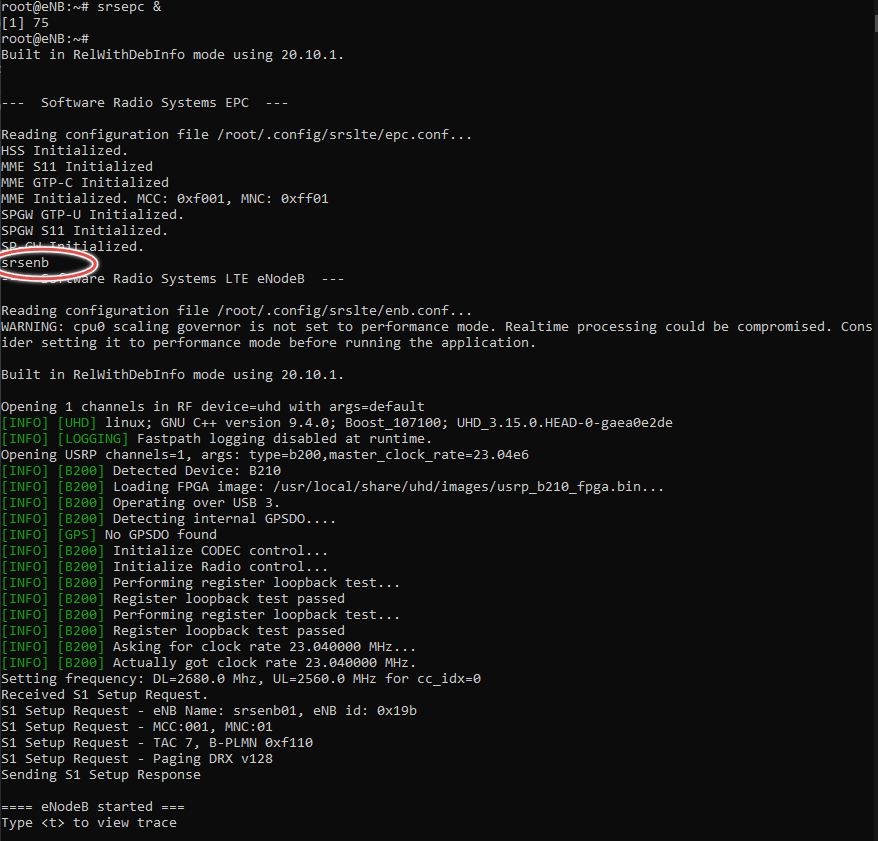 root@eNB:~# srsepc &
[1] 75
root@eNB:~#
Built in RelWithDebInfo mode using 20.10.1.
---  Software Radio Systems EPC  ---
Reading configuration file /root/.config/srslte/epc.conf...
HSS Initialized.
MME S11 Initialized
MME GTP-C Initialized
MME Initialized. MCC: 0xf001, MNC: 0xff01
SPGW GTP-U Initialized.
SPGW S11 Initialized.
SP-GW Initialized.
srsenb
---  Software Radio Systems LTE eNodeB  ---
Reading configuration file /root/.config/srslte/enb.conf...
WARNING: cpu0 scaling governor is not set to performance mode. Realtime processing could be compromised. Cons
ider setting it to performance mode before running the application.
Built in RelWithDebInfo mode using 20.10.1.
Opening 1 channels in RF device=uhd with args=default
[INFO] [UHD] linux; GNU C++ version 9.4.0; Boost_107100; UHD_3.15.0.HEAD-0-gaea0e2de
[INFO] [LOGGING] Fastpath logging disabled at runtime.
Opening USRP channels=1, args: type=b200,master_clock_rate=23.04e6
[INFO] [B200] Detected Device: B210
[INFO] [B200] Loading FPGA image: /usr/local/share/uhd/images/usrp_b210_fpga.bin...
[INFO] [B200] Operating over USB 3.
[INFO] [B200] Detecting internal GPSDO....
[INFO] [GPS] No GPSDO found
[INFO] [B200] Initialize CODEC control...
[INFO] [B200] Initialize Radio control...
[INFO] [B200] Performing register loopback test...
[INFO] [B200] Register loopback test passed
[INFO] [B200] Performing register loopback test...
[INFO] [B200] Register loopback test passed
[INFO] [B200] Asking for clock rate 23.040000 MHz...
[INFO] [B200] Actually got clock rate 23.040000 MHz.
Setting frequency: DL=2680.0 Mhz, UL=2560.0 MHz for cc_idx=0
Received S1 Setup Request.
S1 Setup Request - eNB Name: srsenb01, eNB id: 0x19b
S1 Setup Request - MCC:001, MNC:01
S1 Setup Request - TAC 7, B-PLMN 0xf110
S1 Setup Request - Paging DRX v128
Sending S1 Setup Response
==== eNodeB started ===
Type <t> to view trace